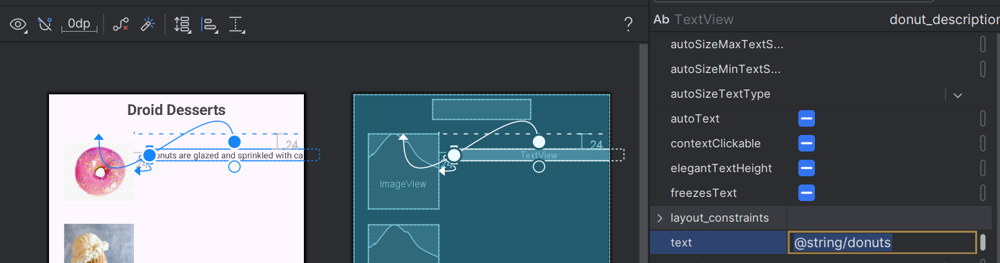 0dp
?
Ab TextView donut_description
autoSizeMaxTextS...
autoSizeMinTextS...
autoSizeTextType
autoText
contextClickable
elegantTextHeight
freezesText
layout_constraints
text @string/donuts
Droid Desserts
24
onuts are glazed and sprinkled with ca
24
TextView
ImageView